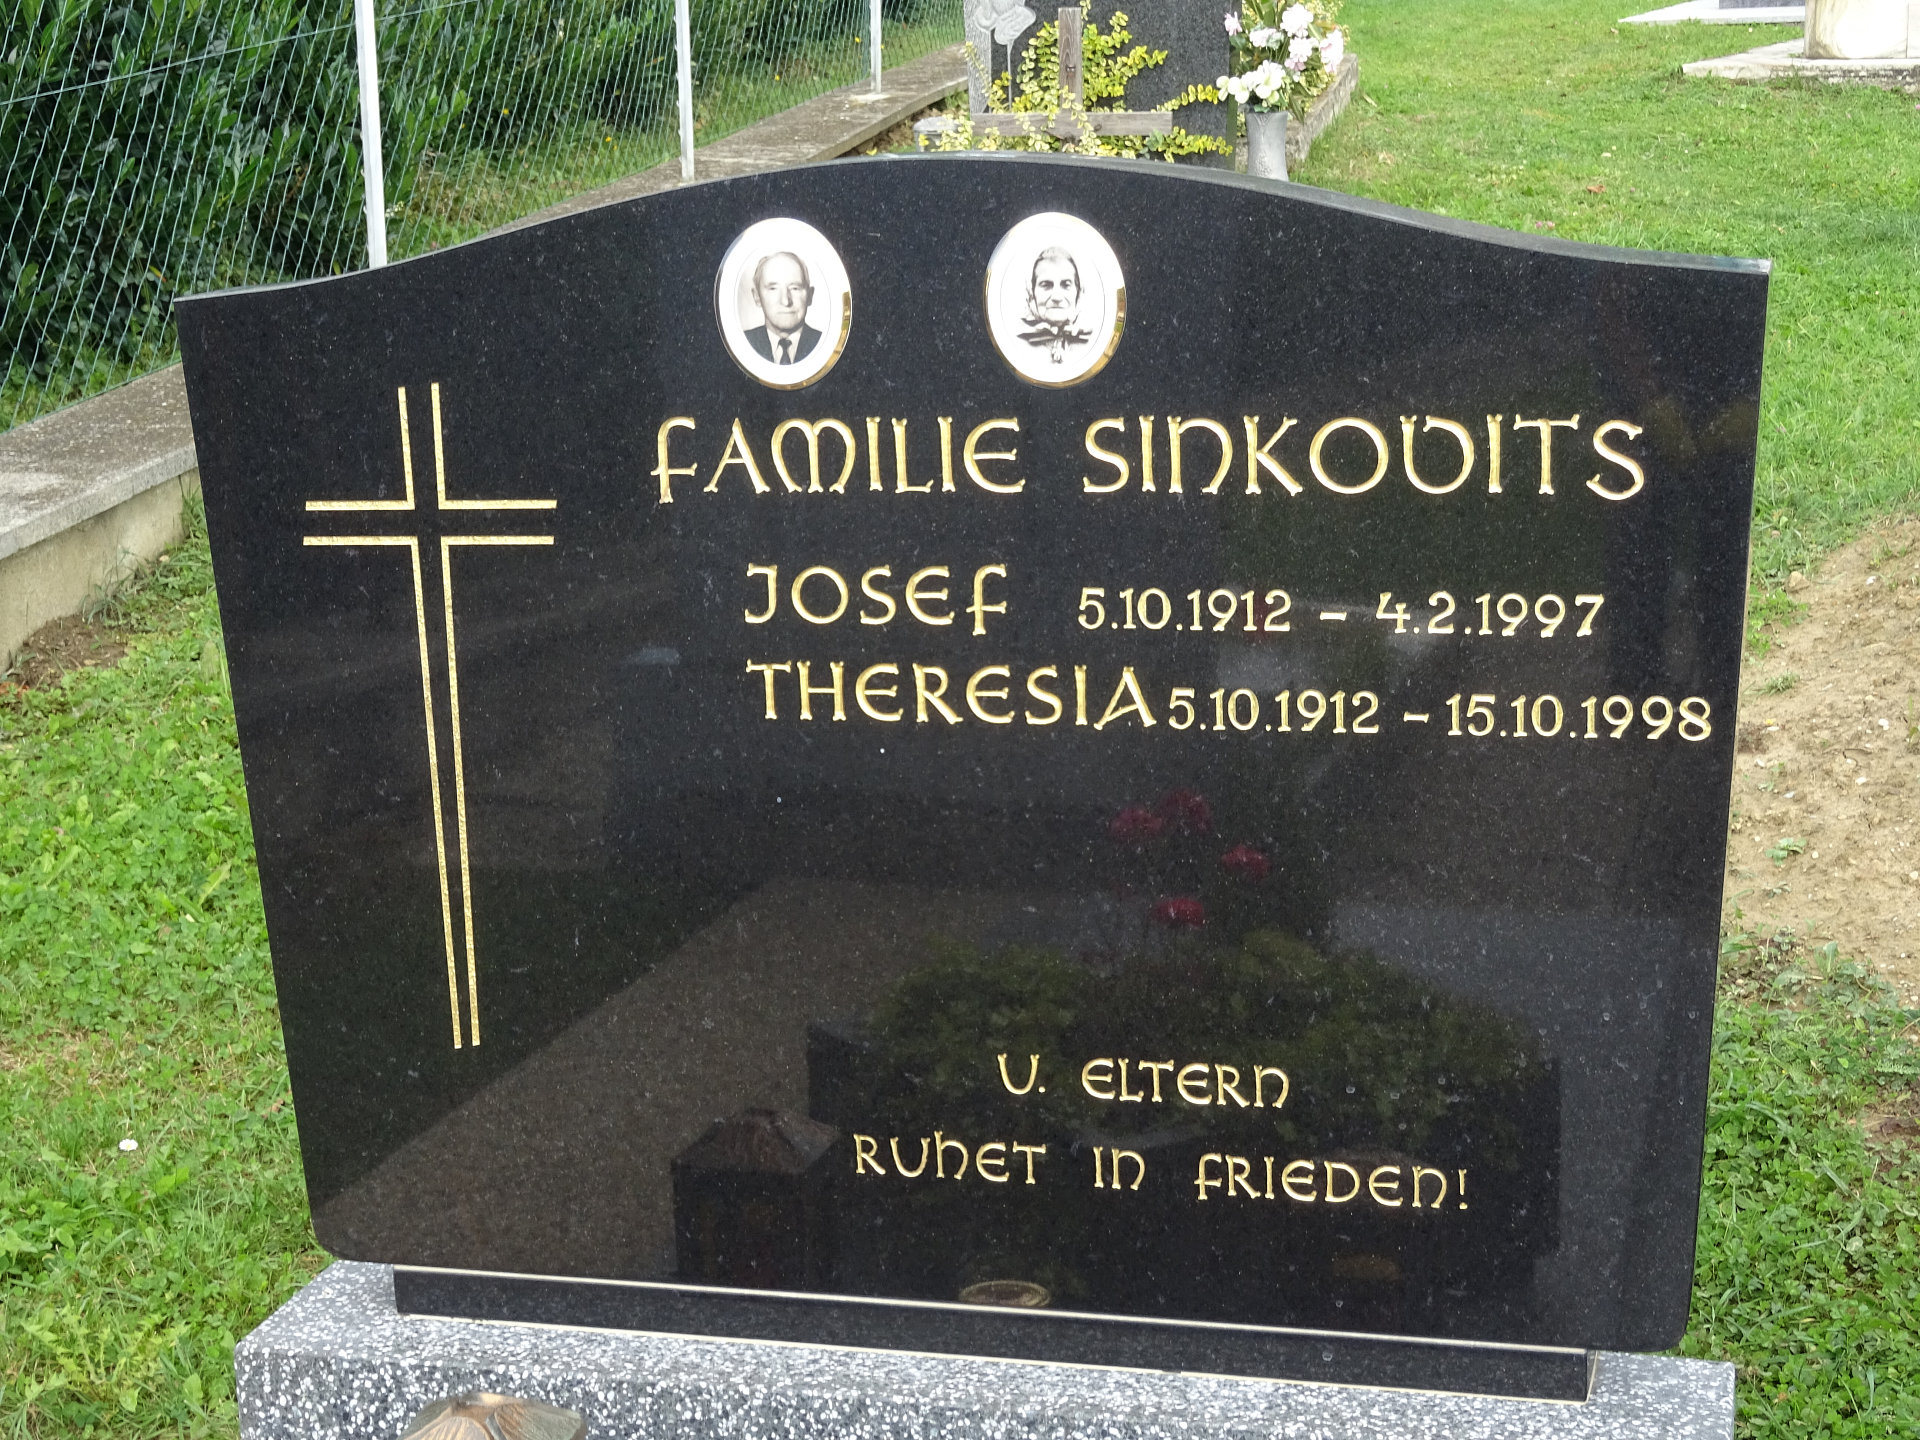 FAMILIE SINKOVITS
JOSEF 5.10.1912 – 4.2.1997
THERESIA 5.10.1912 – 15.10.1998
U. ELTERN
RUHET IN FRIEDEN!